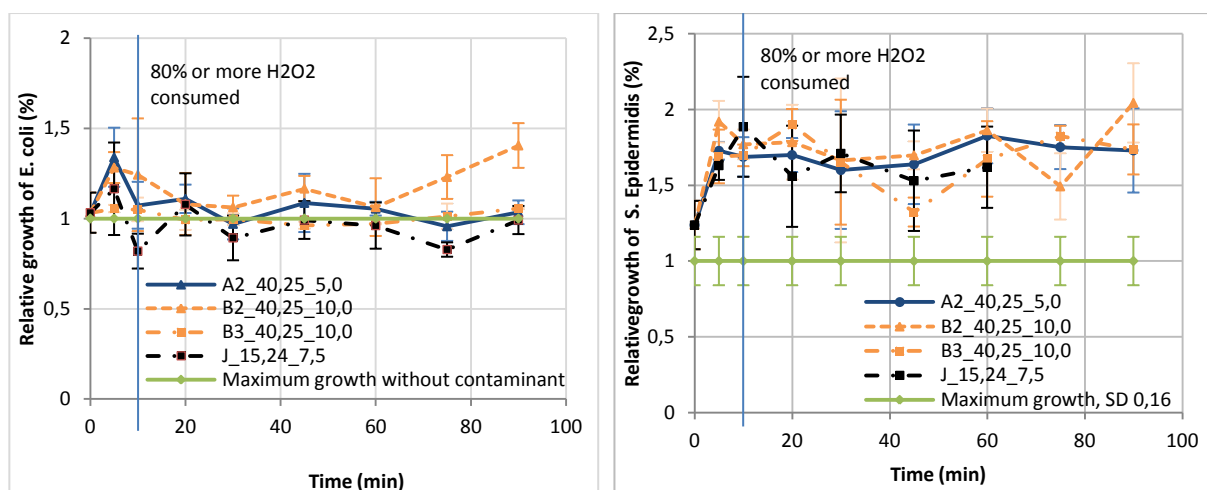 Relative growth of E. coli (%)
2
1,5
1
0,5
0
80% or more H2O2
consumed
A2_40,25_5,0
B2_40,25_10,0
B3_40,25_10,0
J_15,24_7,5
Maximum growth without contaminant
0
20
40
60
80
100
Time (min)
Relativegrowth of S. Epidermidis (%)
2,5
2
1,5
1
0,5
0
80% or more H2O2
consumed
A2_40,25_5,0
B2_40,25_10,0
B3_40,25_10,0
J_15,24_7,5
Maximum growth, SD 0,16
0
20
40
60
80
100
Time (min)